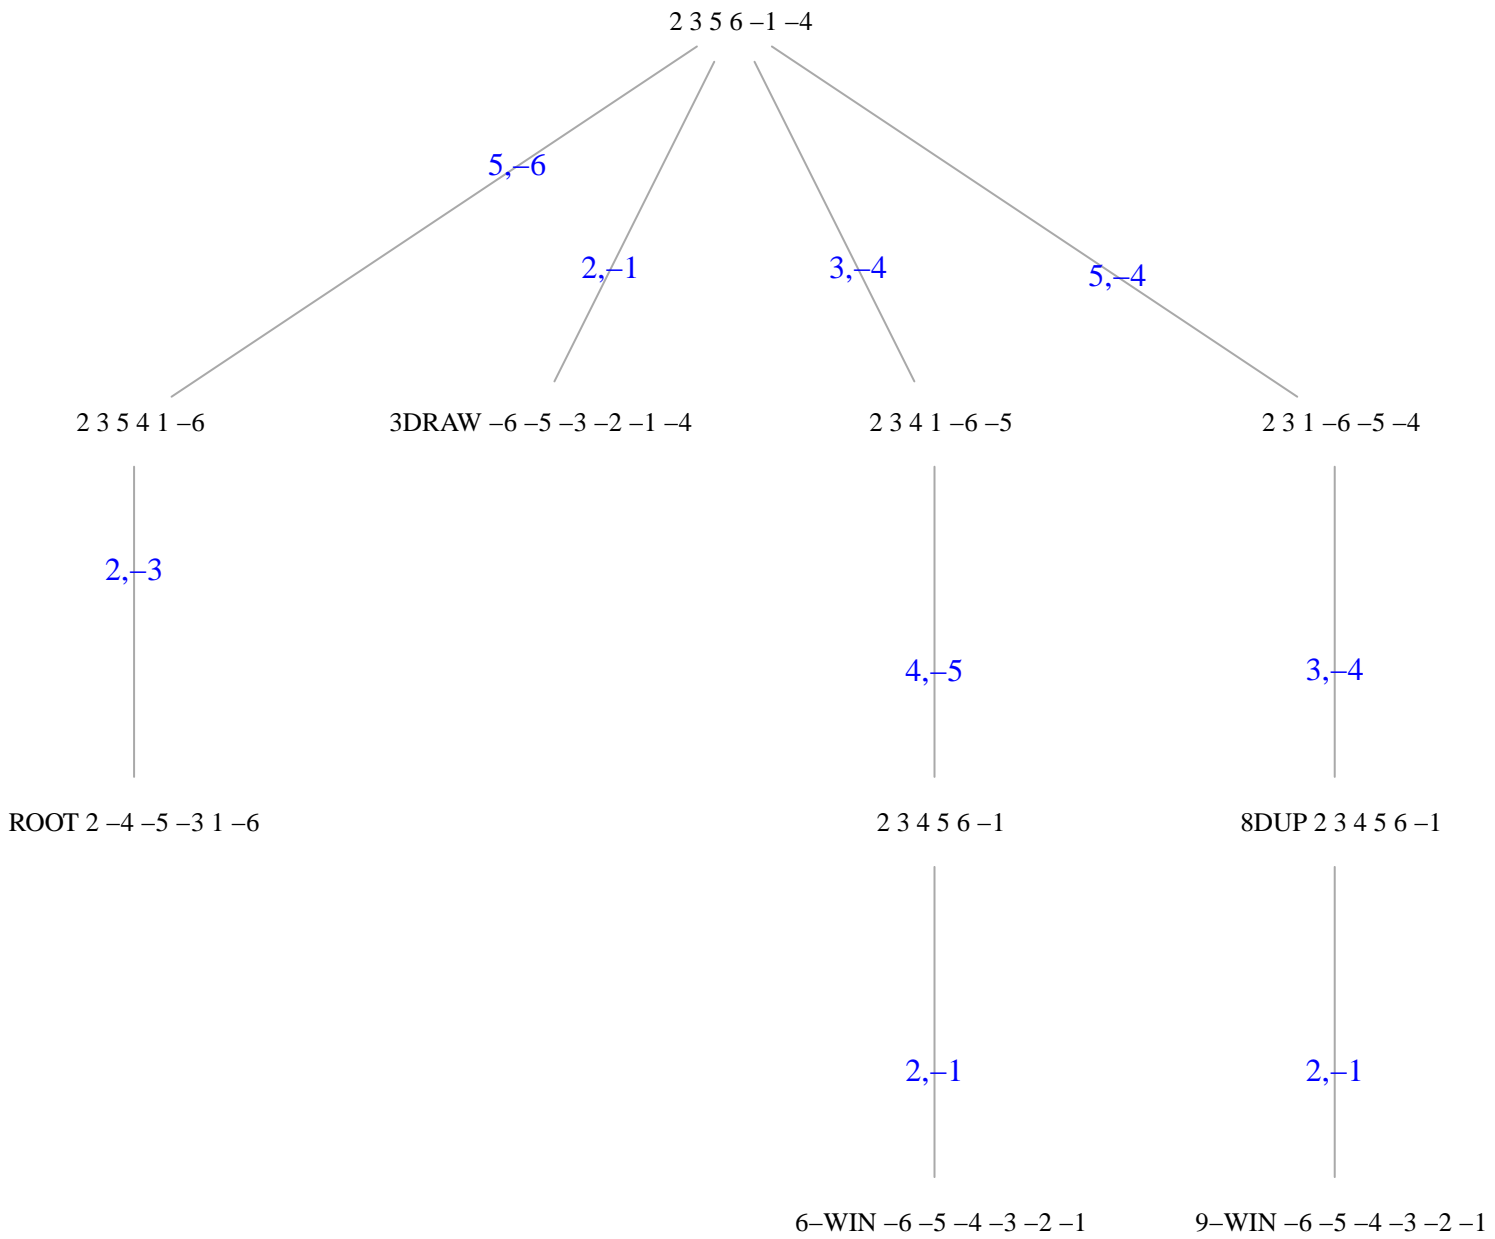 2 3 5 6 –1 –4
5,–6
2,–1
3,–4
5,–4
2 3 5 4 1 –6
3DRAW –6 –5 –3 –2 –1 –4
2 3 4 1 –6 –5
2 3 1 –6 –5 –4
2,–3
4,–5
3,–4
ROOT 2 –4 –5 –3 1 –6
2 3 4 5 6 –1
8DUP 2 3 4 5 6 –1
2,–1
2,–1
6–WIN –6 –5 –4 –3 –2 –1
9–WIN –6 –5 –4 –3 –2 –1